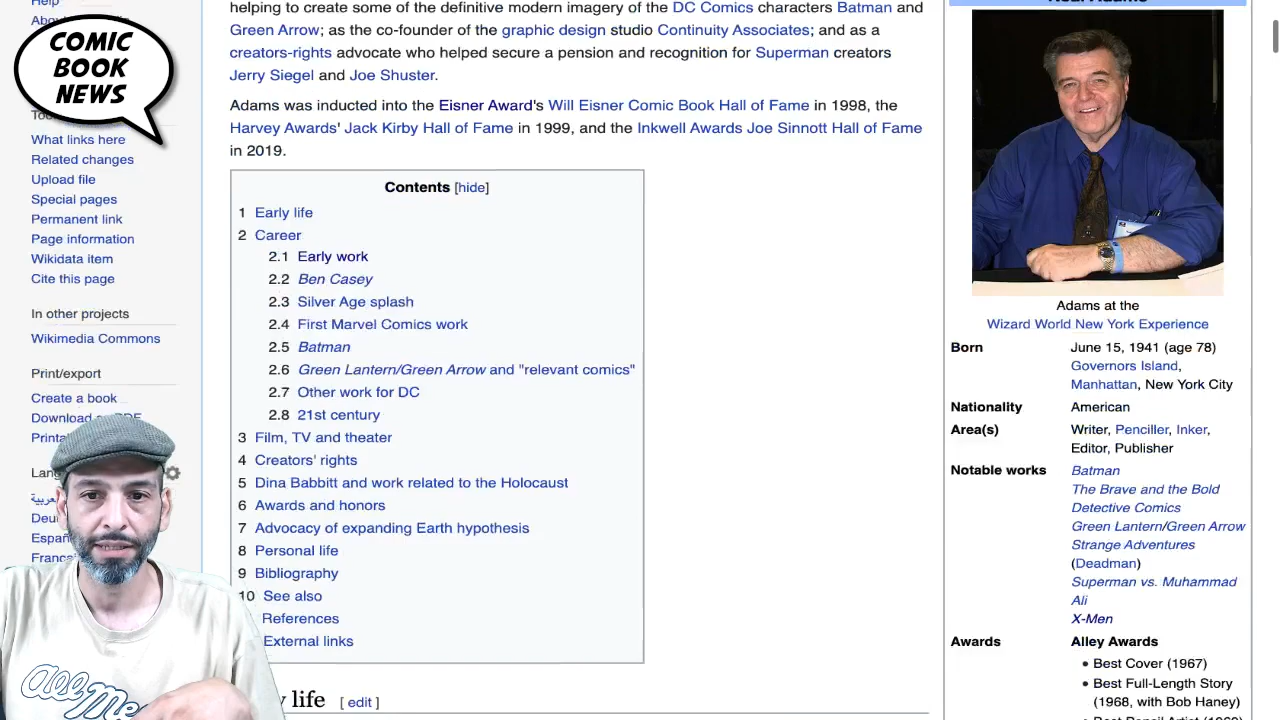 Help
COMIC
BOOK
NEWS
What links here
Related changes
Upload file
Special pages
Permanent link
Page information
Wikidata item
Cite this page
In other projects
Wikimedia Commons
Print/export
Create a book
Download as PDF
helping to create some of the definitive modern imagery of the DC Comics characters Batman and
Green Arrow; as the co-founder of the graphic design studio Continuity Associates; and as a
creators-rights advocate who helped secure a pension and recognition for Superman creators
Jerry Siegel and Joe Shuster.
Adams was inducted into the Eisner Award's Will Eisner Comic Book Hall of Fame in 1998, the
Harvey Awards' Jack Kirby Hall of Fame in 1999, and the Inkwell Awards Joe Sinnott Hall of Fame
in 2019.
Contents [hide]
1 Early life
2 Career
2.1 Early work
2.2 Ben Casey
2.3 Silver Age splash
2.4 First Marvel Comics work
2.5 Batman
2.6 Green Lantern/Green Arrow and "relevant comics"
2.7 Other work for DC
2.8 21st century
3 Film, TV and theater
4 Creators' rights
5 Dina Babbitt and work related to the Holocaust
6 Awards and honors
7 Advocacy of expanding Earth hypothesis
8 Personal life
9 Bibliography
10 See also
References
External links
life [ edit ]
Neal Adams
Adams at the
Wizard World New York Experience
Born June 15, 1941 (age 78)
Governors Island,
Manhattan, New York City
Nationality American
Area(s) Writer, Penciller, Inker,
Editor, Publisher
Notable works Batman
The Brave and the Bold
Detective Comics
Green Lantern/Green Arrow
Strange Adventures
(Deadman)
Superman vs. Muhammad
Ali
X-Men
Awards Alley Awards
• Best Cover (1967)
• Best Full-Length Story
(1968, with Bob Haney)